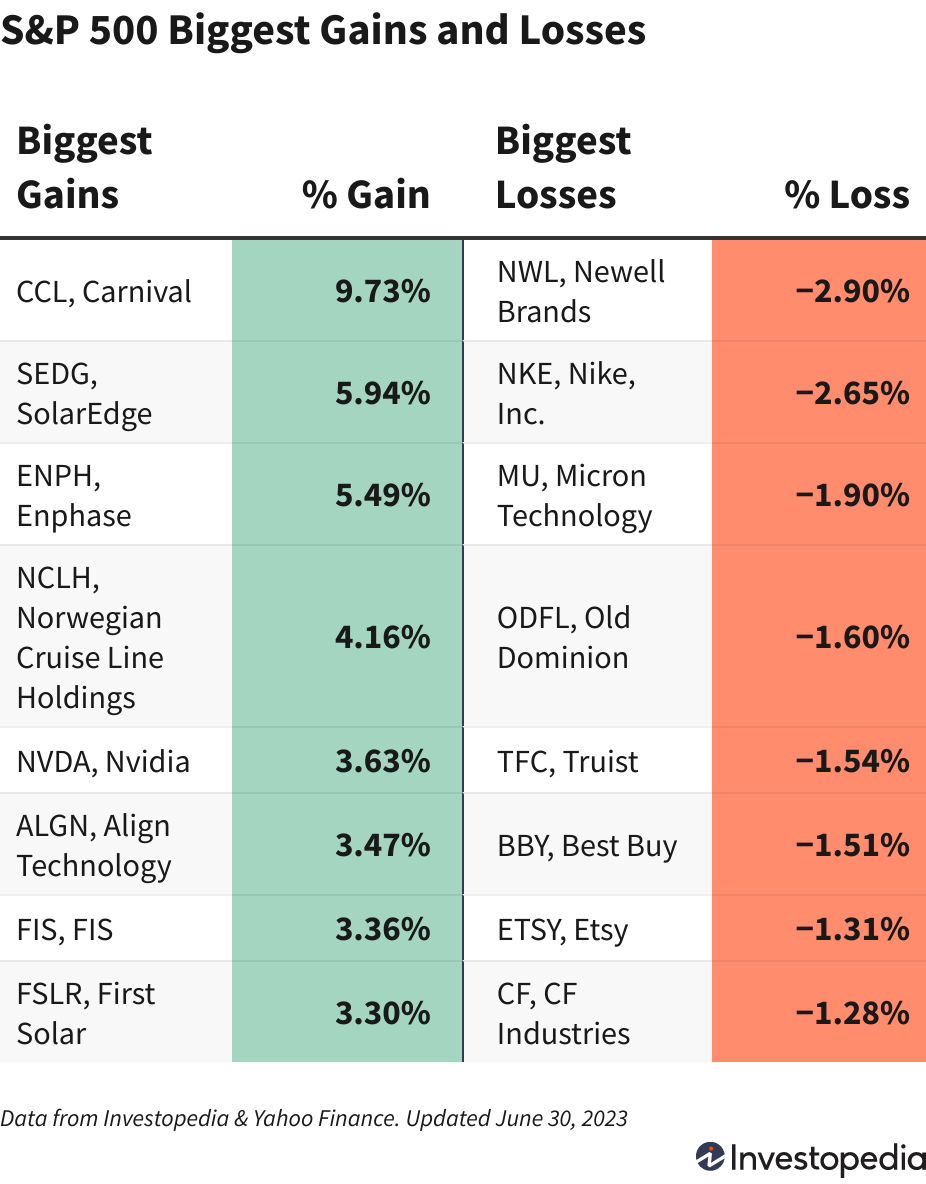 S&P 500 Biggest Gains and Losses
Biggest
Gains
% Gain
Biggest
Losses
% Loss
CCL, Carnival
9.73%
NWL, Newell
Brands
−2.90%
SEDG,
SolarEdge
5.94%
NKE, Nike,
Inc.
−2.65%
ENPH,
Enphase
5.49%
MU, Micron
Technology
−1.90%
NCLH,
Norwegian
Cruise Line
Holdings
4.16%
ODFL, Old
Dominion
−1.60%
NVDA, Nvidia
3.63%
TFC, Truist
−1.54%
ALGN, Align
Technology
3.47%
BBY, Best Buy
−1.51%
FIS, FIS
3.36%
ETSY, Etsy
−1.31%
FSLR, First
Solar
3.30%
CF, CF
Industries
−1.28%
Data from Investopedia & Yahoo Finance. Updated June 30, 2023
Investopedia